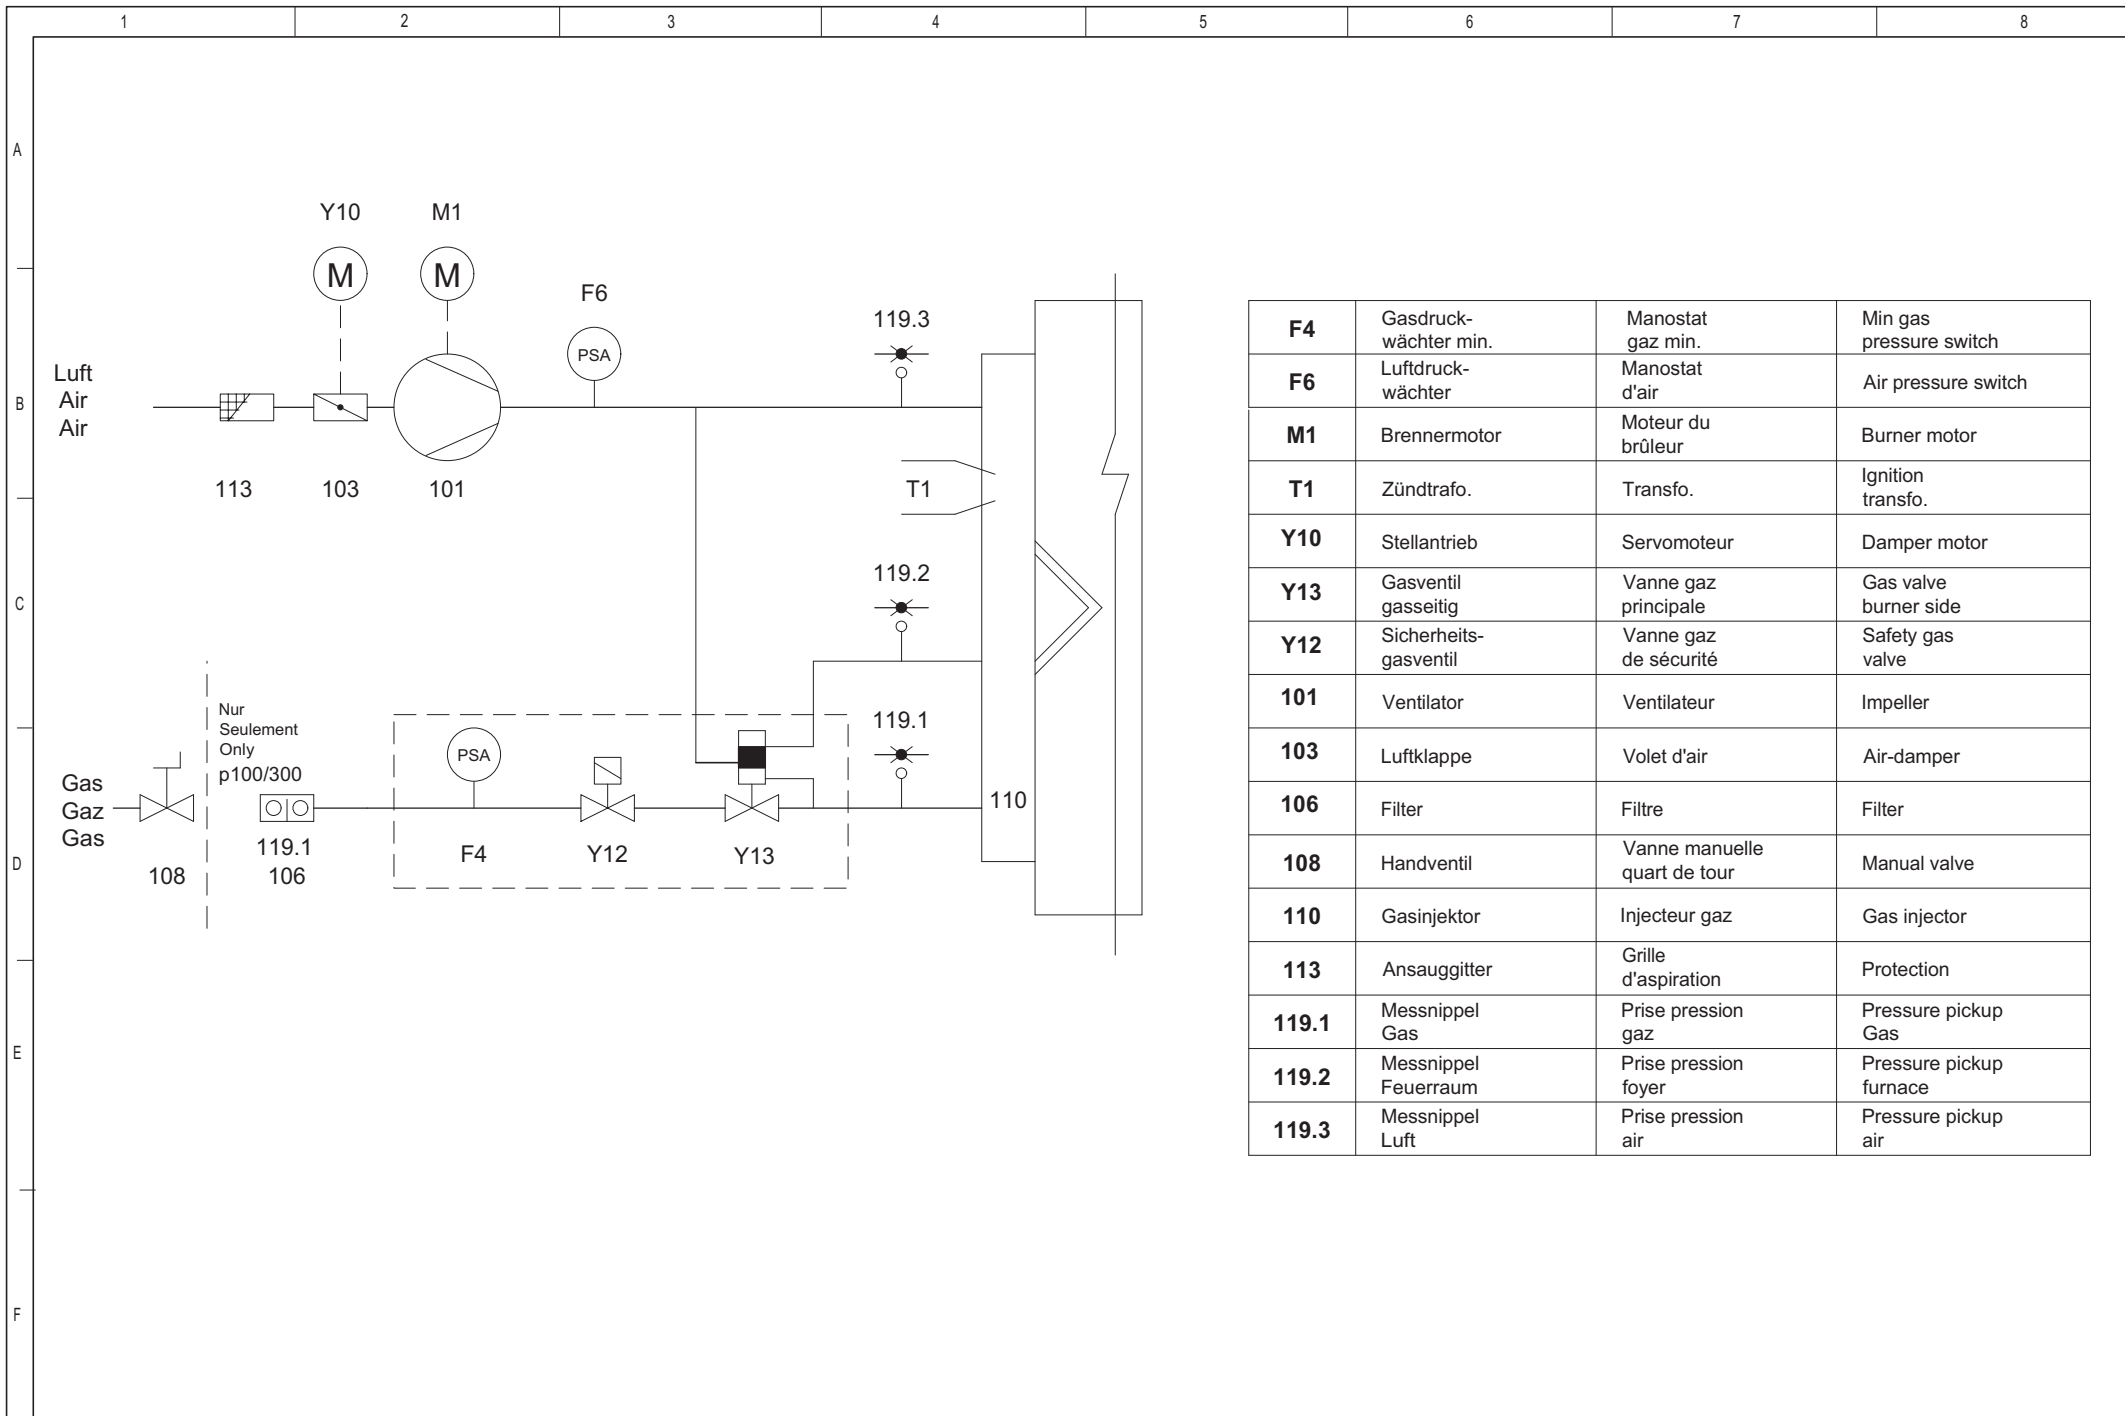 1 2 3 4 5 6 7 8
A
B
C
D
E
F
Y10
M1
M
M
F6
PSA
119.3
Luft
Air
Air
113
103
101
T1
119.2
Nur
Seulement
Only
p100/300
119.1
PSA
Gas
Gaz
Gas
110
119.1
106
108
F4
Y12
Y13
F4 Gasdruck- Manostat Min gas
wächter min. gaz min. pressure switch
F6 Luftdruck- Manostat Air pressure switch
wächter d'air
M1 Brennermotor Moteur du Burner motor
brûleur
T1 Zündtrafo. Transfo. Ignition
transfo.
Y10 Stellantrieb Servomoteur Damper motor
Y13 Gasventil Vanne gaz Gas valve
gasseitig principale burner side
Y12 Sicherheits- Vanne gaz Safety gas
gasventil de sécurité valve
101 Ventilator Ventilateur Impeller
103 Luftklappe Volet d'air Air-damper
106 Filter Filtre Filter
108 Handventil Vanne manuelle Manual valve
quart de tour
110 Gasinjektor Injecteur gaz Gas injector
113 Ansauggitter Grille Protection
d'aspiration
119.1 Messnippel Prise pression Pressure pickup
Gas gaz Gas
119.2 Messnippel Prise pression Pressure pickup
Feuerraum foyer furnace
119.3 Messnippel Prise pression Pressure pickup
Luft air air